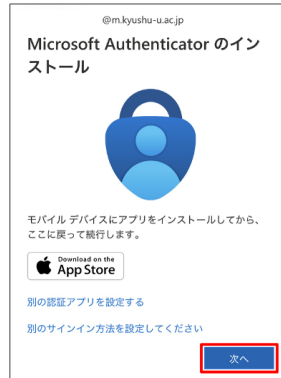 @m.kyushu-u.ac.jp
Microsoft Authenticator のイン
ストール
モバイル デバイスにアプリをインストールしてから、
ここに戻って続行します。
Download on the
App Store
別の認証アプリを設定する
別のサインイン方法を設定してください
次へ